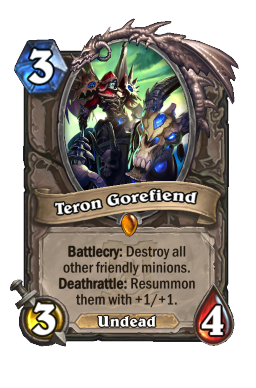 3
Teron Gorefiend
Battlecry: Destroy all
other friendly minions.
Deathrattle: Resummon
them with +1/+1.
3
Undead
4